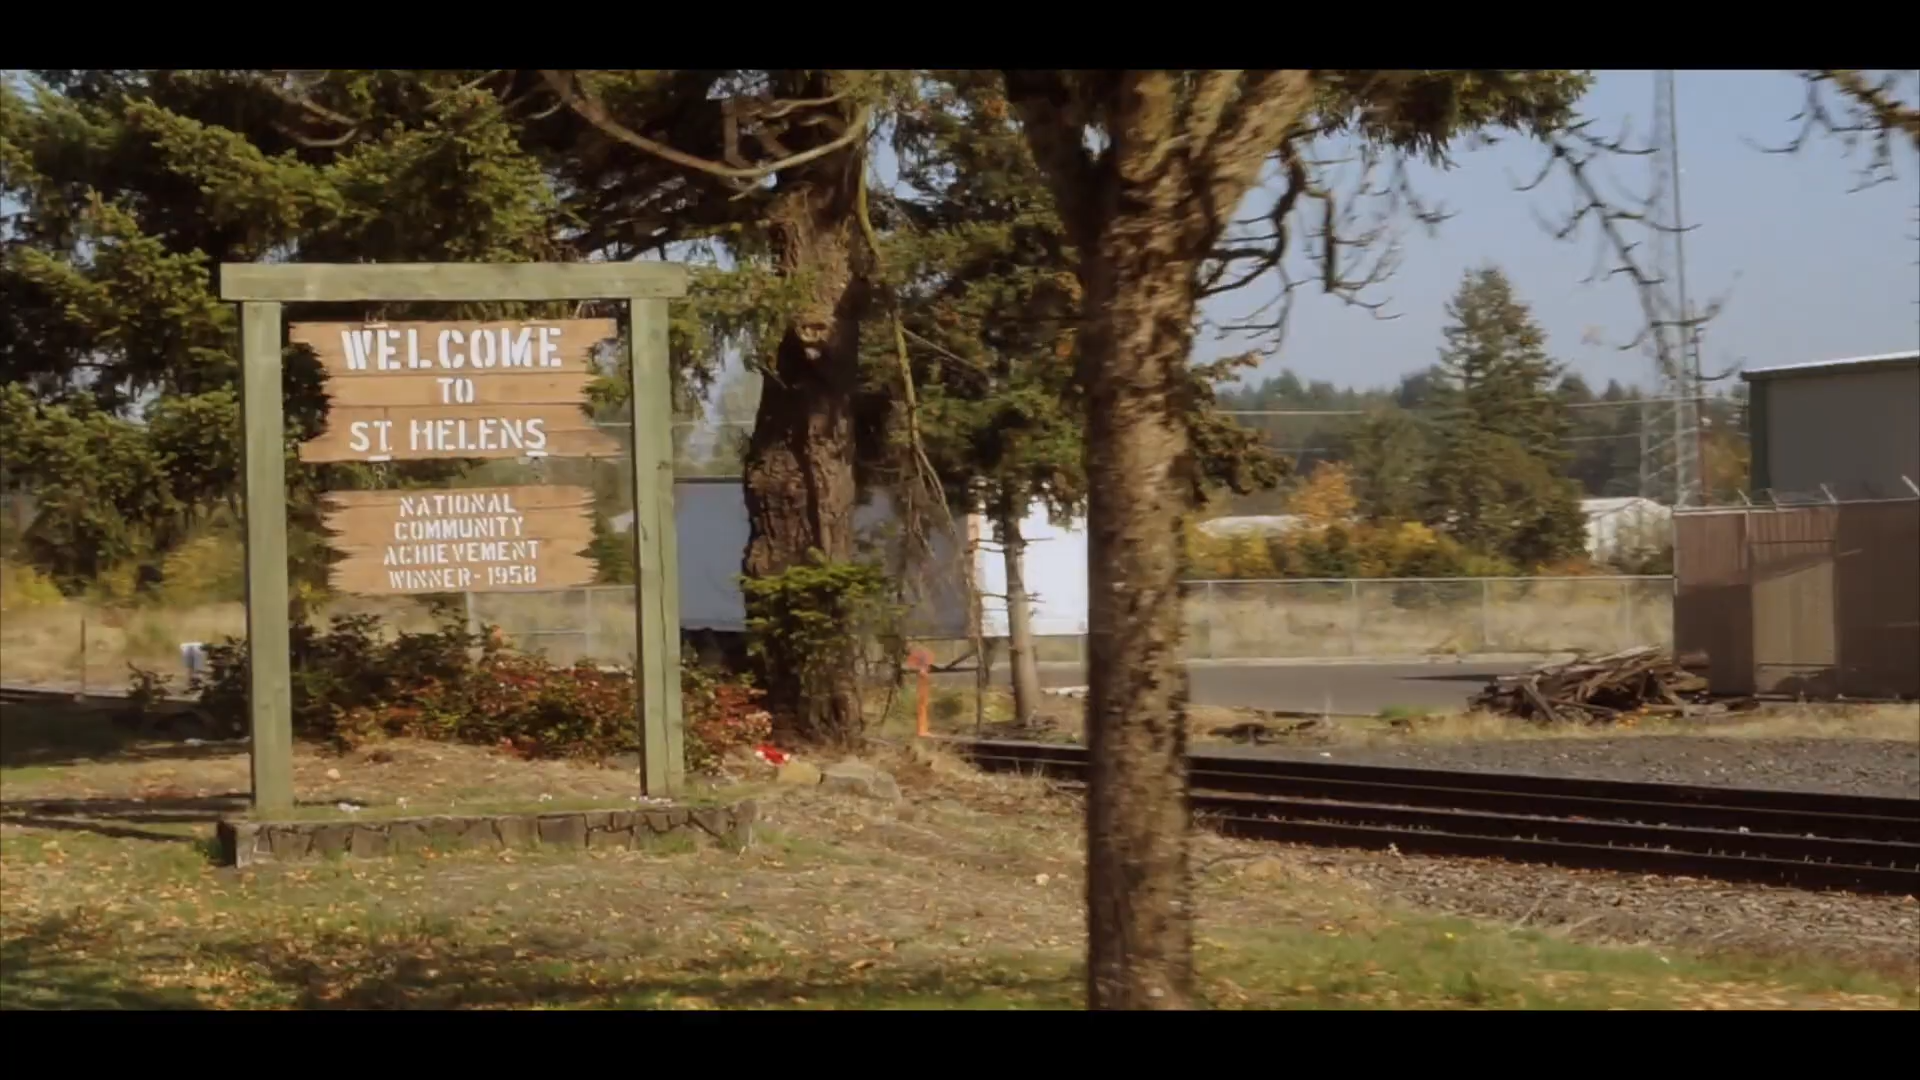 WELCOME
TO
ST. HELENS
NATIONAL
COMMUNITY
ACHIEVEMENT
WINNER-1958